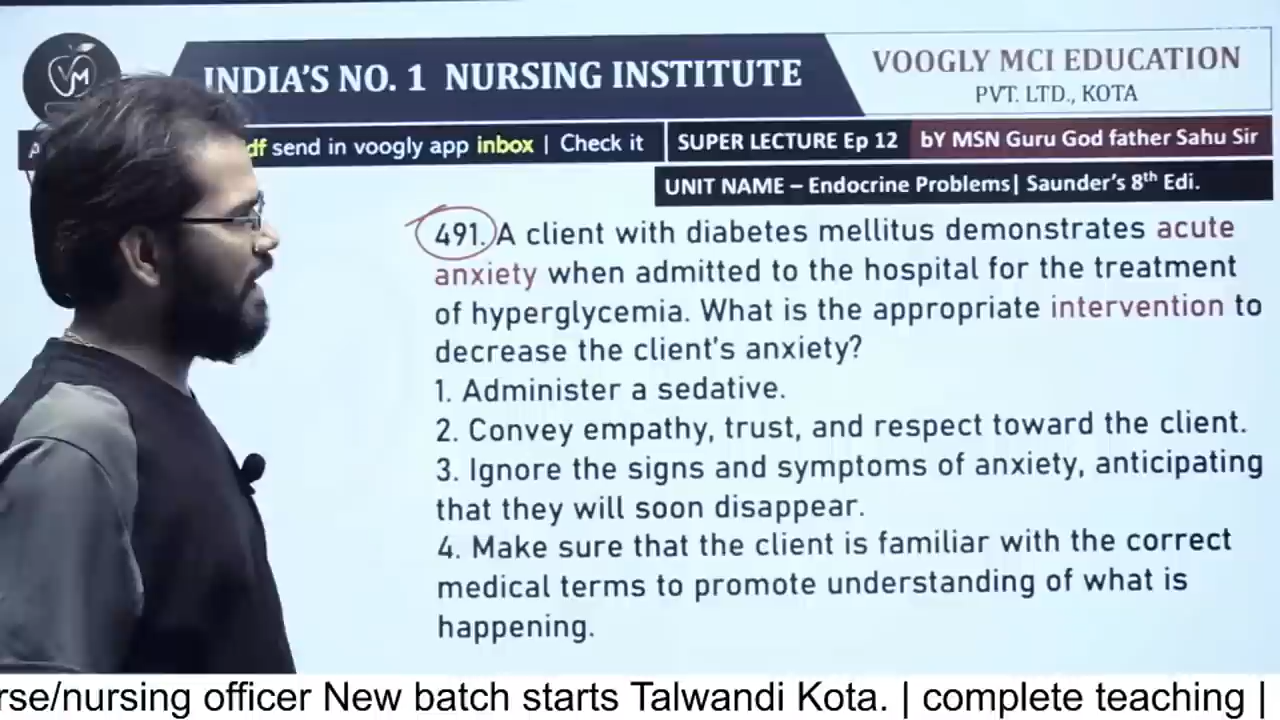 VM
INDIA'S NO. 1 NURSING INSTITUTE
VOOGLY MCI EDUCATION
PVT. LTD., KOTA
df send in voogly app inbox | Check it
SUPER LECTURE Ep 12 bY MSN Guru God father Sahu Sir
UNIT NAME – Endocrine Problems| Saunder's 8th Edi.
491. A client with diabetes mellitus demonstrates acute
anxiety when admitted to the hospital for the treatment
of hyperglycemia. What is the appropriate intervention to
decrease the client's anxiety?
1. Administer a sedative.
2. Convey empathy, trust, and respect toward the client.
3. Ignore the signs and symptoms of anxiety, anticipating
that they will soon disappear.
4. Make sure that the client is familiar with the correct
medical terms to promote understanding of what is
happening.
rse/nursing officer New batch starts Talwandi Kota. | complete teaching |